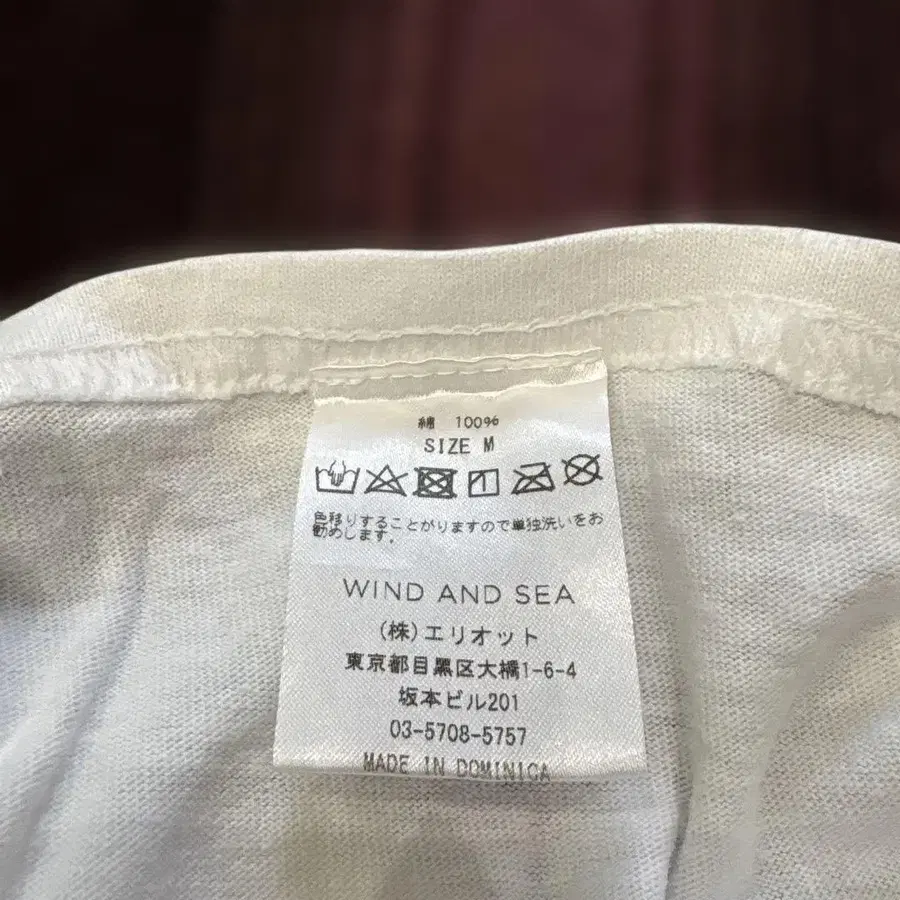 綿 100%
SIZE M
色移りすることがりますので単独洗いをお
勧めします。
WIND AND SEA
(株)エリオット
東京都目黒区大橋1-6-4
坂本ビル201
03-5708-5757
MADE IN DOMINICA